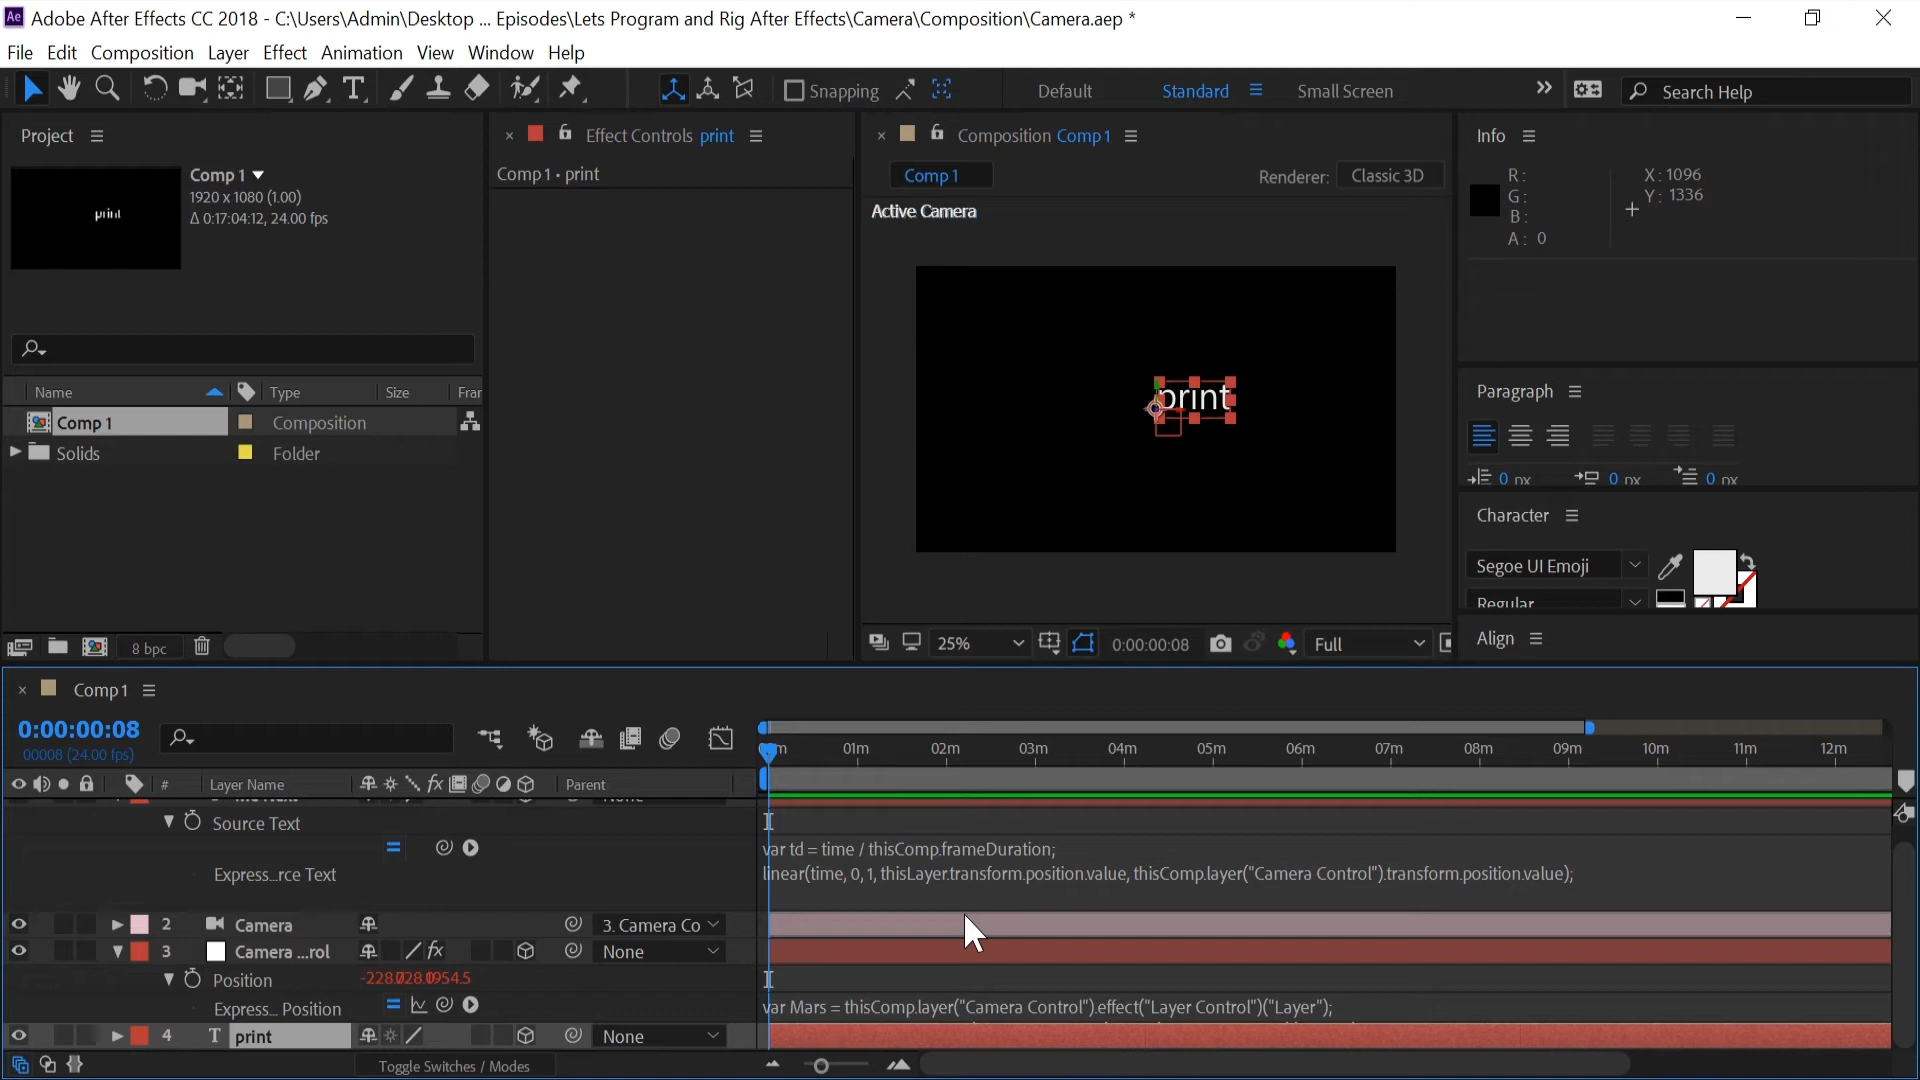 Ae Adobe After Effects CC 2018 - C:\Users\Admin\Desktop ... Episodes\Lets Program and Rig After Effects\Camera\Composition\Camera.aep *
File Edit Composition Layer Effect Animation View Window Help
Snapping Default Standard Small Screen Search Help
Project
Comp 1
1920 x 1080 (1.00)
Δ 0:17:04:12, 24.00 fps
print
Name Type Size Fran
Comp 1 Composition
Solids Folder
8 bpc
Effect Controls print
Comp 1 • print
Composition Comp 1
Comp 1 Renderer: Classic 3D
Active Camera
print
25% 0:00:00:08 Full
Info
R: X: 1096
G: Y: 1336
B:
A: 0
Paragraph
0 px 0 px 0 px
Character
Segoe UI Emoji
Regular
Align
Comp 1
0:00:00:08
00008 (24.00 fps)
01m 02m 03m 04m 05m 06m 07m 08m 09m 10m 11m 12m
# Layer Name Parent
Source Text
var td = time / thisComp.frameDuration;
Express...rce Text linear(time, 0, 1, thisLayer.transform.position.value, thisComp.layer("Camera Control").transform.position.value);
2 Camera 3. Camera Co
3 Camera ...rol fx None
Position
Express... Position var Mars = thisComp.layer("Camera Control").effect("Layer Control")("Layer");
4 T print None
Toggle Switches / Modes